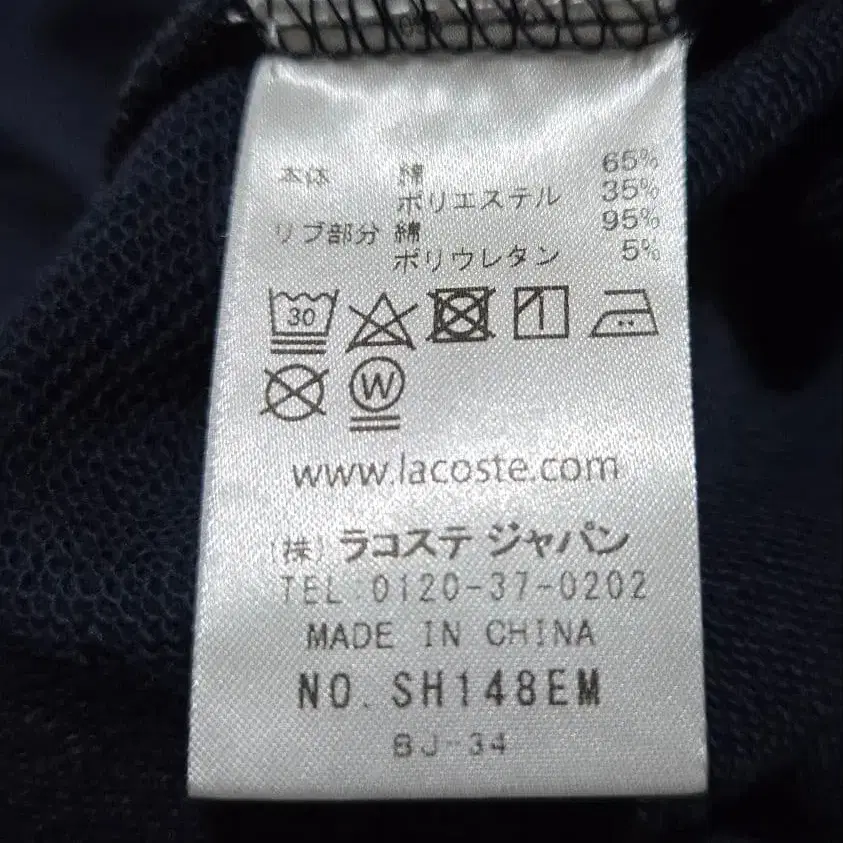 本体 綿 65%
ポリエステル 35%
リブ部分 綿 95%
ポリウレタン 5%
30
W
www.lacoste.com
(株) ラコステ ジャパン
TEL:0120-37-0202
MADE IN CHINA
NO. SH148EM
BJ-34